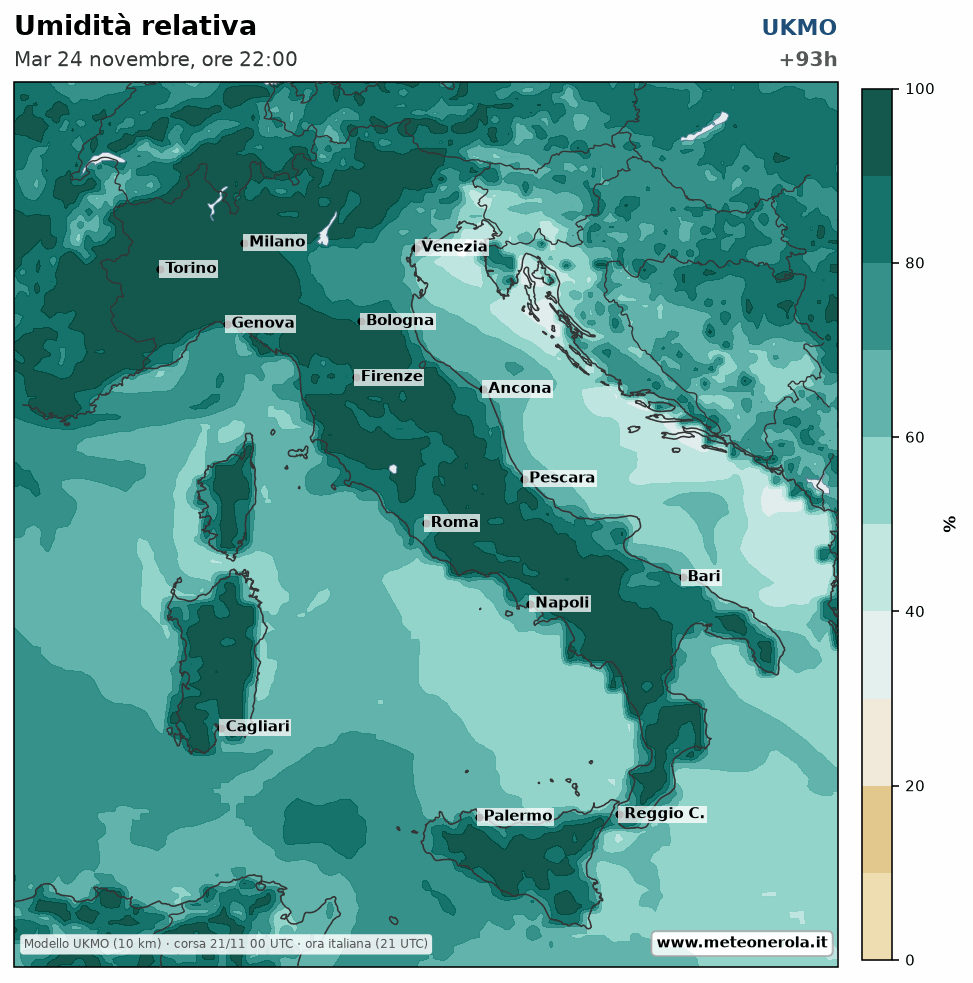 Umidità relativa
UKMO
Mar 24 novembre, ore 22:00
+93h
100
80
60
40
20
0
%
Milano
Venezia
Torino
Genova
Bologna
Firenze
Ancona
Pescara
Roma
Bari
Napoli
Cagliari
Palermo
Reggio C.
Modello UKMO (10 km) · corsa 21/11 00 UTC · ora italiana (21 UTC)
www.meteonerola.it